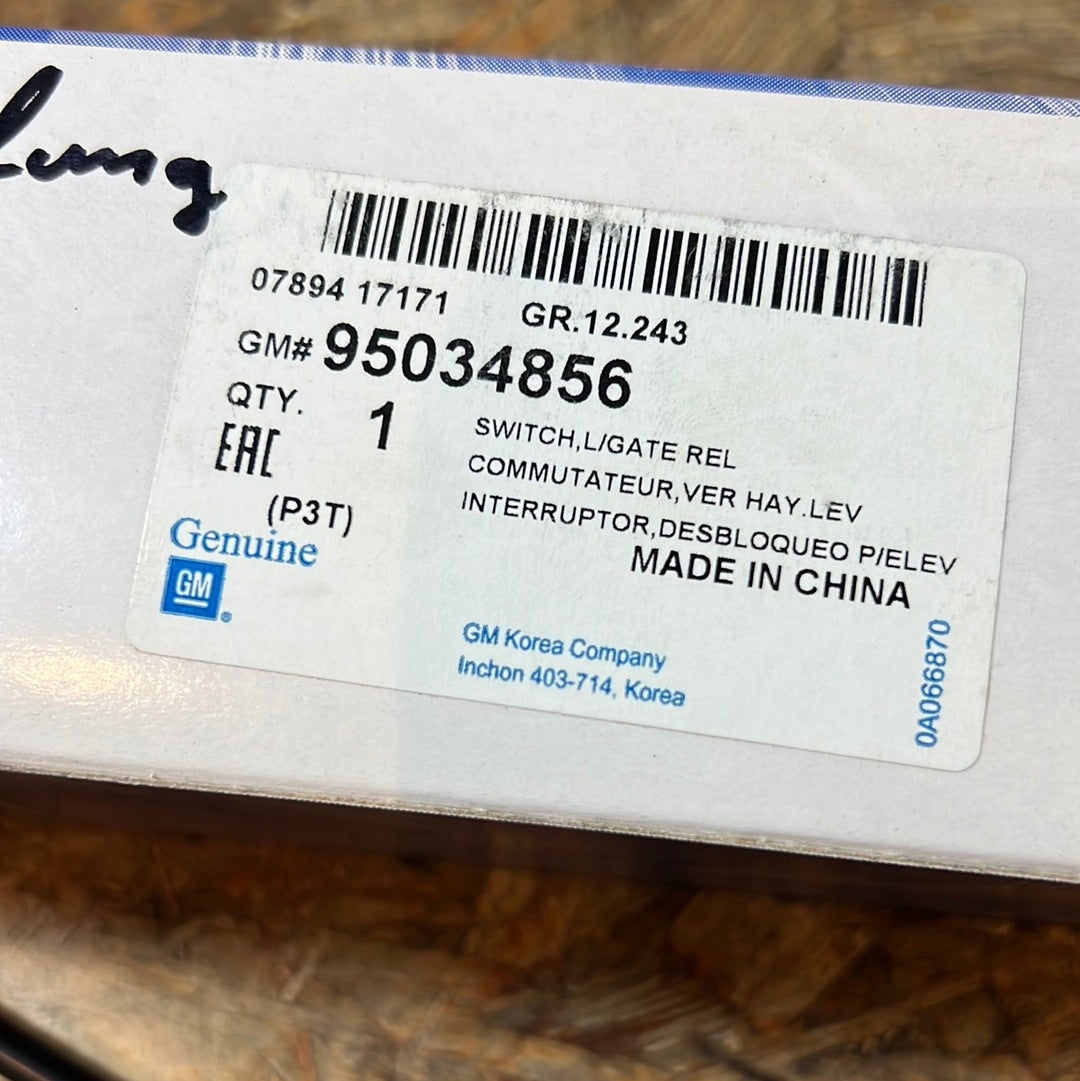 07894 17171 GR.12.243
GM# 95034856
QTY. 1
SWITCH,L/GATE REL
COMMUTATEUR,VER HAY.LEV
INTERRUPTOR,DESBLOQUEO P/ELEV
EAC
(P3T)
MADE IN CHINA
Genuine
GM
®
GM Korea Company
Inchon 403-714, Korea
0A066870